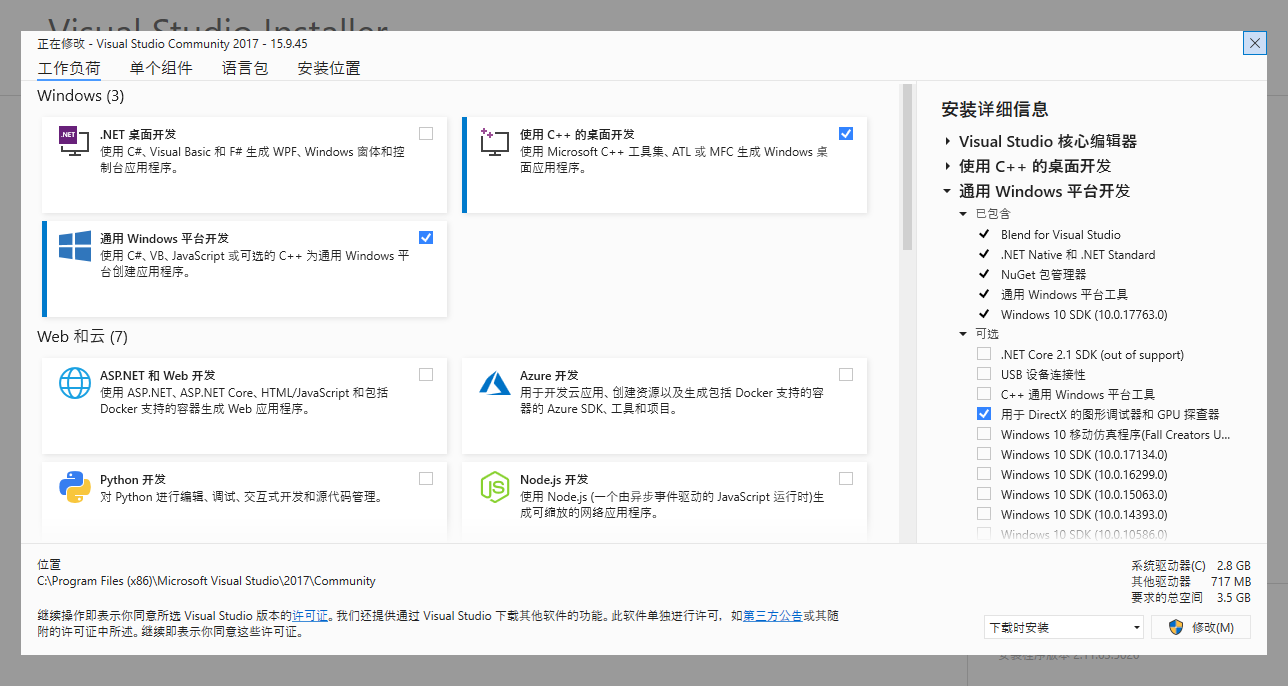 Visual Studio Installer
正在修改 - Visual Studio Community 2017 - 15.9.45
工作负荷 单个组件 语言包 安装位置
Windows (3)
.NET
.NET 桌面开发
使用 C#、Visual Basic 和 F# 生成 WPF、Windows 窗体和控
制台应用程序。
使用 C++ 的桌面开发
使用 Microsoft C++ 工具集、ATL 或 MFC 生成 Windows 桌
面应用程序。
通用 Windows 平台开发
使用 C#、VB、JavaScript 或可选的 C++ 为通用 Windows 平
台创建应用程序。
Web 和云 (7)
ASP.NET 和 Web 开发
使用 ASP.NET、ASP.NET Core、HTML/JavaScript 和包括
Docker 支持的容器生成 Web 应用程序。
Azure 开发
用于开发云应用、创建资源以及生成包括 Docker 支持的容
器的 Azure SDK、工具和项目。
Python 开发
对 Python 进行编辑、调试、交互式开发和源代码管理。
JS
Node.js 开发
使用 Node.js (一个由异步事件驱动的 JavaScript 运行时)生
成可缩放的网络应用程序。
安装详细信息
Visual Studio 核心编辑器
使用 C++ 的桌面开发
通用 Windows 平台开发
已包含
Blend for Visual Studio
.NET Native 和 .NET Standard
NuGet 包管理器
通用 Windows 平台工具
Windows 10 SDK (10.0.17763.0)
可选
.NET Core 2.1 SDK (out of support)
USB 设备连接性
C++ 通用 Windows 平台工具
用于 DirectX 的图形调试器和 GPU 探查器
Windows 10 移动仿真程序(Fall Creators U...
Windows 10 SDK (10.0.17134.0)
Windows 10 SDK (10.0.16299.0)
Windows 10 SDK (10.0.15063.0)
Windows 10 SDK (10.0.14393.0)
Windows 10 SDK (10.0.10586.0)
位置
C:\Program Files (x86)\Microsoft Visual Studio\2017\Community
继续操作即表示你同意所选 Visual Studio 版本的许可证。我们还提供通过 Visual Studio 下载其他软件的功能。此软件单独进行许可，如第三方公告或其随
附的许可证中所述。继续即表示你同意这些许可证。
系统驱动器(C) 2.8 GB
其他驱动器 717 MB
要求的总空间 3.5 GB
下载时安装
修改(M)